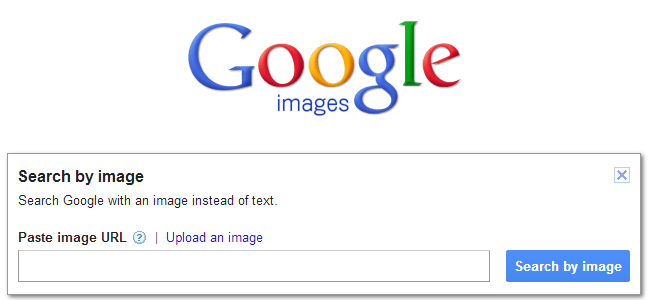 Google
images
Search by image
Search Google with an image instead of text.
Paste image URL ? | Upload an image
Search by image